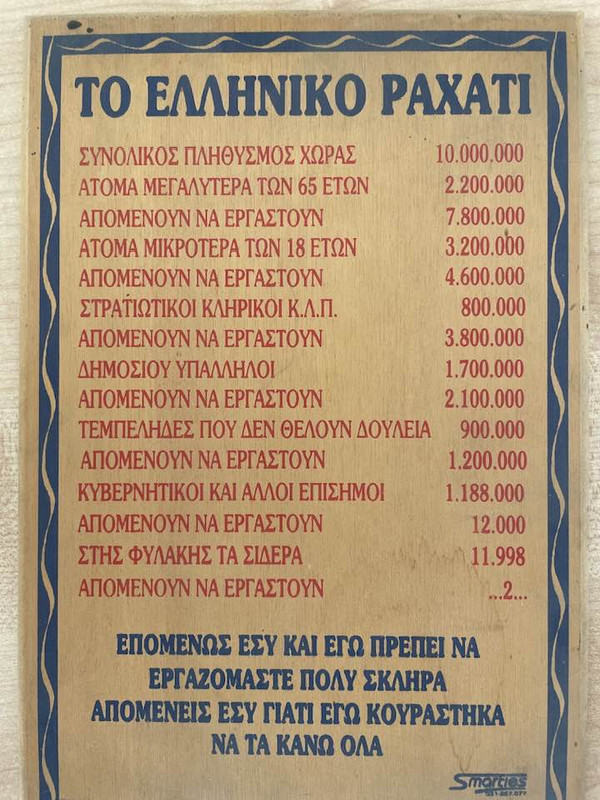 ΤΟ ΕΛΛΗΝΙΚΟ ΡΑΧΑΤΙ
ΣΥΝΟΛΙΚΟΣ ΠΛΗΘΥΣΜΟΣ ΧΩΡΑΣ 10.000.000
ΑΤΟΜΑ ΜΕΓΑΛΥΤΕΡΑ ΤΩΝ 65 ΕΤΩΝ 2.200.000
ΑΠΟΜΕΝΟΥΝ ΝΑ ΕΡΓΑΣΤΟΥΝ 7.800.000
ΑΤΟΜΑ ΜΙΚΡΟΤΕΡΑ ΤΩΝ 18 ΕΤΩΝ 3.200.000
ΑΠΟΜΕΝΟΥΝ ΝΑ ΕΡΓΑΣΤΟΥΝ 4.600.000
ΣΤΡΑΤΙΩΤΙΚΟΙ ΚΛΗΡΙΚΟΙ Κ.Λ.Π. 800.000
ΑΠΟΜΕΝΟΥΝ ΝΑ ΕΡΓΑΣΤΟΥΝ 3.800.000
ΔΗΜΟΣΙΟΥ ΥΠΑΛΛΗΛΟΙ 1.700.000
ΑΠΟΜΕΝΟΥΝ ΝΑ ΕΡΓΑΣΤΟΥΝ 2.100.000
ΤΕΜΠΕΛΗΔΕΣ ΠΟΥ ΔΕΝ ΘΕΛΟΥΝ ΔΟΥΛΕΙΑ 900.000
ΑΠΟΜΕΝΟΥΝ ΝΑ ΕΡΓΑΣΤΟΥΝ 1.200.000
ΚΥΒΕΡΝΗΤΙΚΟΙ ΚΑΙ ΑΛΛΟΙ ΕΠΙΣΗΜΟΙ 1.188.000
ΑΠΟΜΕΝΟΥΝ ΝΑ ΕΡΓΑΣΤΟΥΝ 12.000
ΣΤΗΣ ΦΥΛΑΚΗΣ ΤΑ ΣΙΔΕΡΑ 11.998
ΑΠΟΜΕΝΟΥΝ ΝΑ ΕΡΓΑΣΤΟΥΝ ...2...
ΕΠΟΜΕΝΩΣ ΕΣΥ ΚΑΙ ΕΓΩ ΠΡΕΠΕΙ ΝΑ
ΕΡΓΑΖΟΜΑΣΤΕ ΠΟΛΥ ΣΚΛΗΡΑ
ΑΠΟΜΕΝΕΙΣ ΕΣΥ ΓΙΑΤΙ ΕΓΩ ΚΟΥΡΑΣΤΗΚΑ
ΝΑ ΤΑ ΚΑΝΩ ΟΛΑ
Smarties